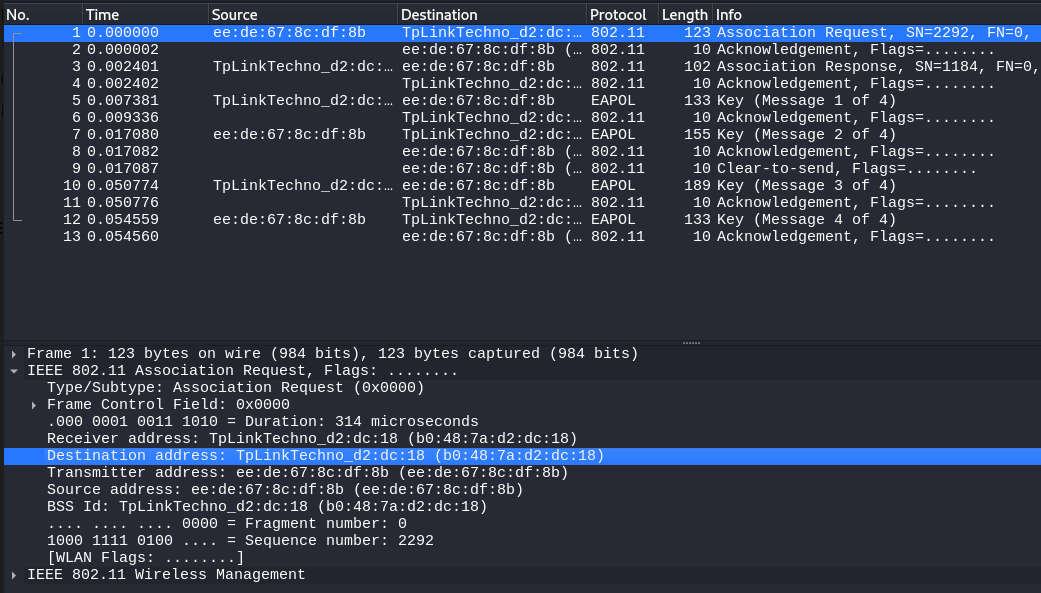 No. Time Source Destination Protocol Length Info
1 0.000000 ee:de:67:8c:df:8b TpLinkTechno_d2:dc:… 802.11 123 Association Request, SN=2292, FN=0,
2 0.000002 ee:de:67:8c:df:8b (… 802.11 10 Acknowledgement, Flags=........
3 0.002401 TpLinkTechno_d2:dc:… ee:de:67:8c:df:8b 802.11 102 Association Response, SN=1184, FN=0,
4 0.002402 TpLinkTechno_d2:dc:… 802.11 10 Acknowledgement, Flags=........
5 0.007381 TpLinkTechno_d2:dc:… ee:de:67:8c:df:8b EAPOL 133 Key (Message 1 of 4)
6 0.009336 TpLinkTechno_d2:dc:… 802.11 10 Acknowledgement, Flags=........
7 0.017080 ee:de:67:8c:df:8b TpLinkTechno_d2:dc:… EAPOL 155 Key (Message 2 of 4)
8 0.017082 ee:de:67:8c:df:8b (… 802.11 10 Acknowledgement, Flags=........
9 0.017087 ee:de:67:8c:df:8b (… 802.11 10 Clear-to-send, Flags=........
10 0.050774 TpLinkTechno_d2:dc:… ee:de:67:8c:df:8b EAPOL 189 Key (Message 3 of 4)
11 0.050776 TpLinkTechno_d2:dc:… 802.11 10 Acknowledgement, Flags=........
12 0.054559 ee:de:67:8c:df:8b TpLinkTechno_d2:dc:… EAPOL 133 Key (Message 4 of 4)
13 0.054560 ee:de:67:8c:df:8b (… 802.11 10 Acknowledgement, Flags=........
Frame 1: 123 bytes on wire (984 bits), 123 bytes captured (984 bits)
IEEE 802.11 Association Request, Flags: ........
Type/Subtype: Association Request (0x0000)
Frame Control Field: 0x0000
.000 0001 0011 1010 = Duration: 314 microseconds
Receiver address: TpLinkTechno_d2:dc:18 (b0:48:7a:d2:dc:18)
Destination address: TpLinkTechno_d2:dc:18 (b0:48:7a:d2:dc:18)
Transmitter address: ee:de:67:8c:df:8b (ee:de:67:8c:df:8b)
Source address: ee:de:67:8c:df:8b (ee:de:67:8c:df:8b)
BSS Id: TpLinkTechno_d2:dc:18 (b0:48:7a:d2:dc:18)
.... .... .... 0000 = Fragment number: 0
1000 1111 0100 .... = Sequence number: 2292
[WLAN Flags: ........]
IEEE 802.11 Wireless Management